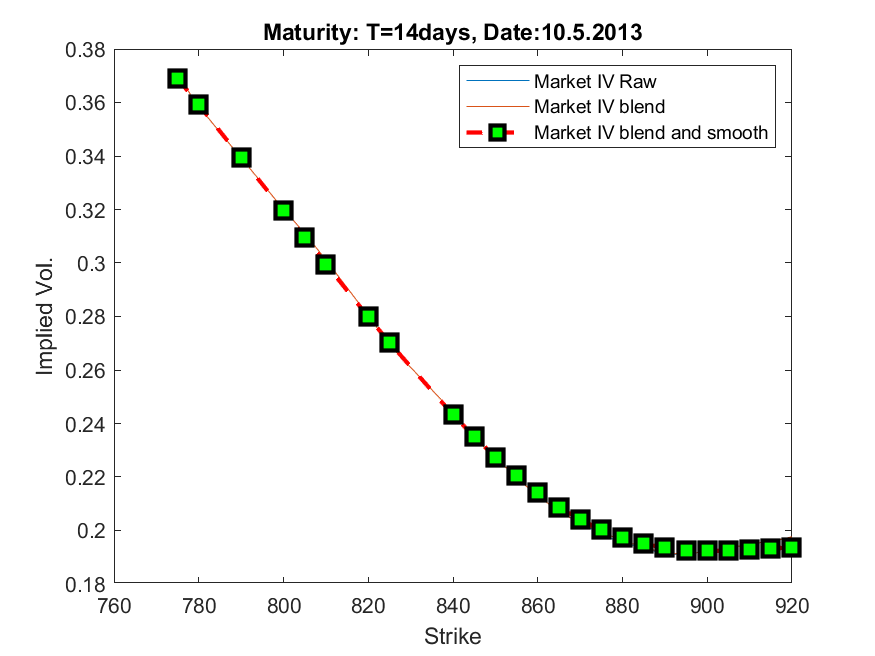 Maturity: T=14days, Date:10.5.2013
Market IV Raw
Market IV blend
Market IV blend and smooth
Implied Vol.
0.38
0.36
0.34
0.32
0.3
0.28
0.26
0.24
0.22
0.2
0.18
760 780 800 820 840 860 880 900 920
Strike